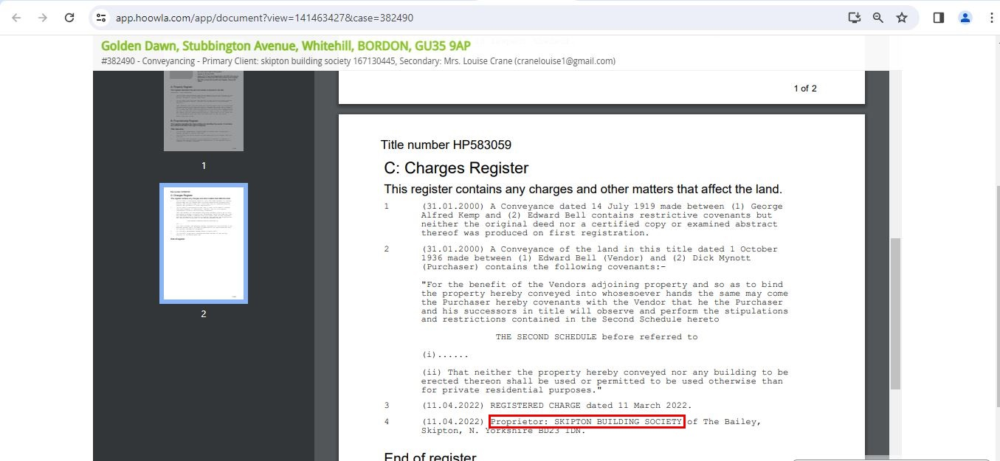 app.hoowla.com/app/document?view=141463427&case=382490
Golden Dawn, Stubbington Avenue, Whitehill, BORDON, GU35 9AP
#382490 - Conveyancing - Primary Client: skipton building society 167130445, Secondary: Mrs. Louise Crane (cranelouise1@gmail.com)
1 of 2
1
2
Title number HP583059
C: Charges Register
This register contains any charges and other matters that affect the land.
1 (31.01.2000) A Conveyance dated 14 July 1919 made between (1) George
Alfred Kemp and (2) Edward Bell contains restrictive covenants but
neither the original deed nor a certified copy or examined abstract
thereof was produced on first registration.
2 (31.01.2000) A Conveyance of the land in this title dated 1 October
1936 made between (1) Edward Bell (Vendor) and (2) Dick Mynott
(Purchaser) contains the following covenants:-
"For the benefit of the Vendors adjoining property and so as to bind
the property hereby conveyed into whosesoever hands the same may come
the Purchaser hereby covenants with the Vendor that he the Purchaser
and his successors in title will observe and perform the stipulations
and restrictions contained in the Second Schedule hereto
THE SECOND SCHEDULE before referred to
(i)......
(ii) That neither the property hereby conveyed nor any building to be
erected thereon shall be used or permitted to be used otherwise than
for private residential purposes."
3 (11.04.2022) REGISTERED CHARGE dated 11 March 2022.
4 (11.04.2022) Proprietor: SKIPTON BUILDING SOCIETY of The Bailey,
Skipton, N. Yorkshire BD23 1DN.
End of register